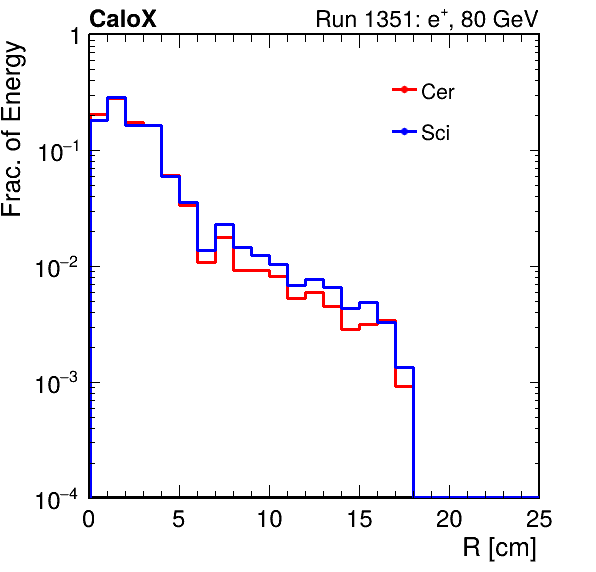 CaloX Run 1351: e⁺, 80 GeV
Frac. of Energy
1
10⁻¹
10⁻²
10⁻³
10⁻⁴
Cer
Sci
0 5 10 15 20 25
R [cm]